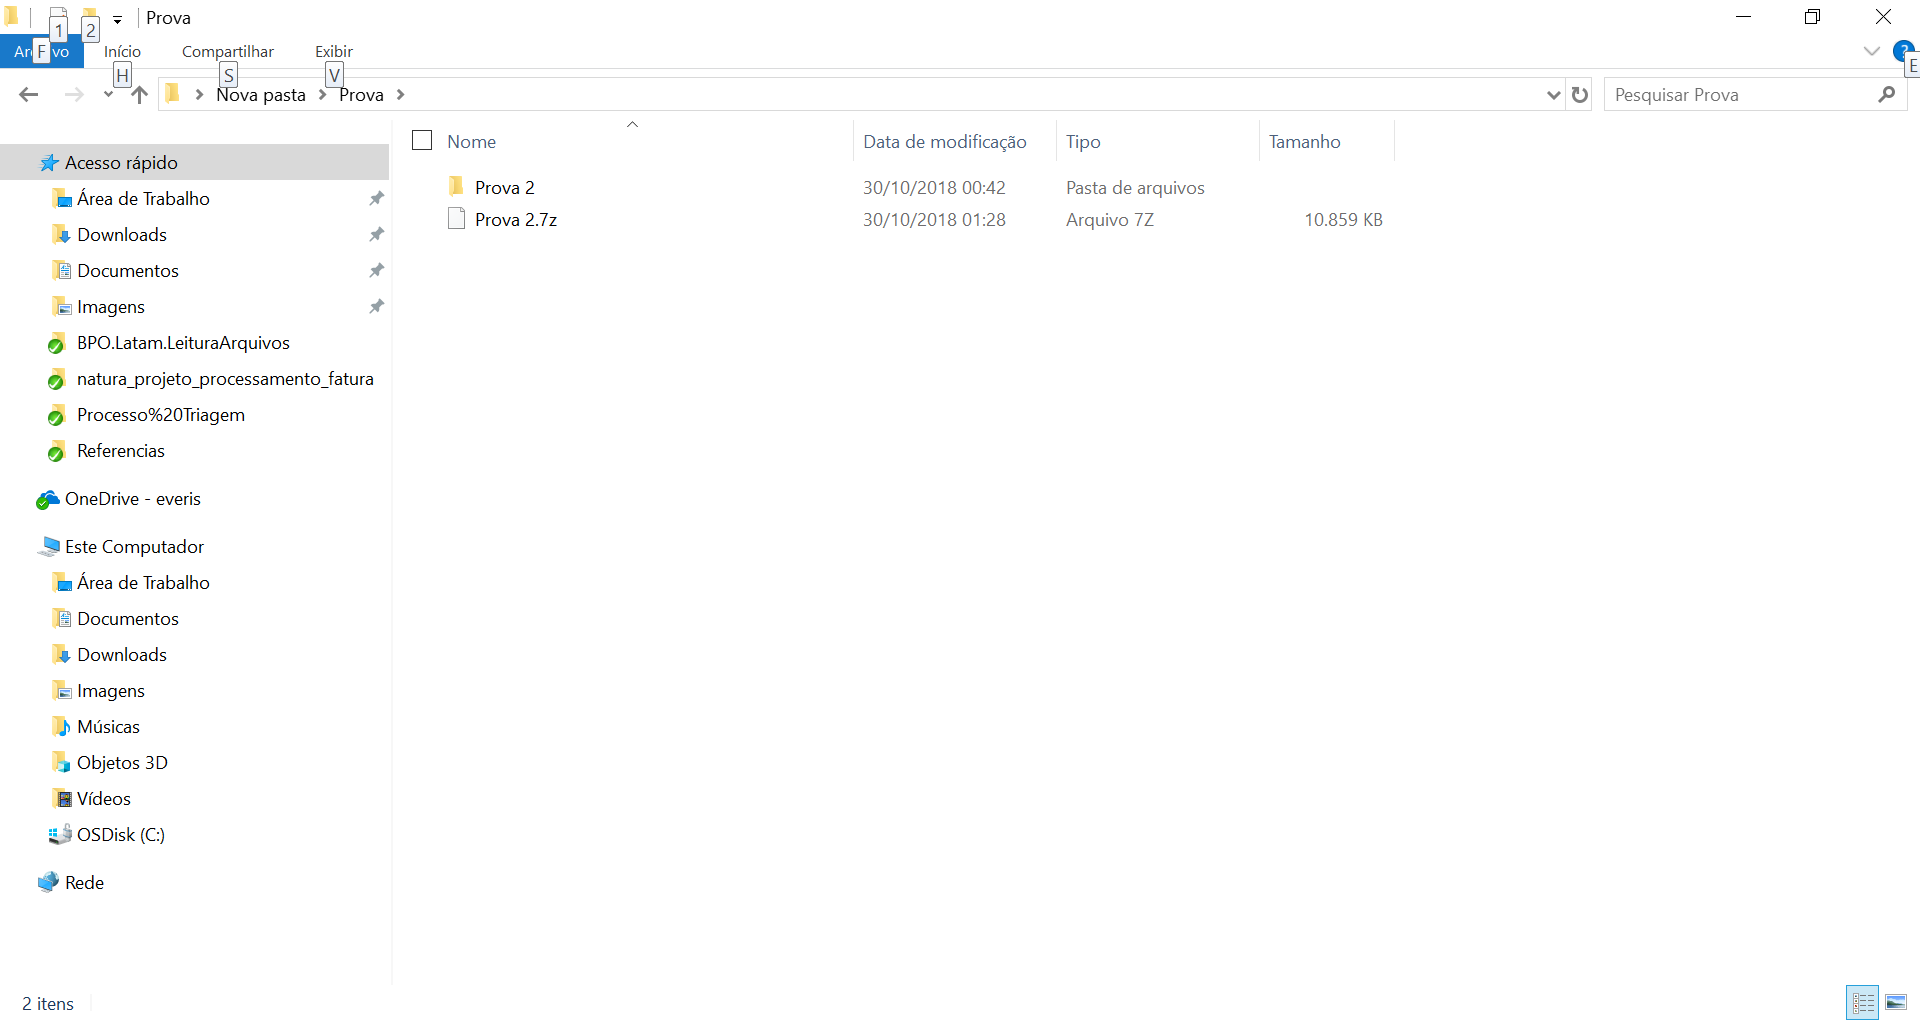 1 2 Prova
Arquivo F Início Compartilhar Exibir ?
H S V E
Nova pasta Prova Pesquisar Prova
Nome Data de modificação Tipo Tamanho
Acesso rápido
Prova 2 30/10/2018 00:42 Pasta de arquivos
Área de Trabalho
Prova 2.7z 30/10/2018 01:28 Arquivo 7Z 10.859 KB
Downloads
Documentos
Imagens
BPO.Latam.LeituraArquivos
natura_projeto_processamento_fatura
Processo%20Triagem
Referencias
OneDrive - everis
Este Computador
Área de Trabalho
Documentos
Downloads
Imagens
Músicas
Objetos 3D
Vídeos
OSDisk (C:)
Rede
2 itens